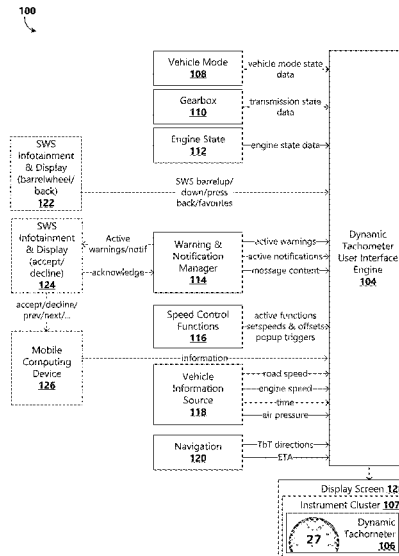 100
Vehicle Mode
108
vehicle mode state
data
Gearbox
110
transmission state
data
Engine State
112
engine state data
SWS
Infotainment
& Display
(barrelwheel/
back)
122
SWS barrelup/
down/press
back/favorites
SWS
Infotainment
& Display
(accept/
decline)
124
Active
warnings/notif
acknowledge
Warning &
Notification
Manager
114
active warnings
active notifications
message content
Dynamic
Tachometer
User Interface
Engine
104
accept/decline/
prev/next/...
Speed Control
Functions
116
active functions
setspeeds & offsets
popup triggers
Mobile
Computing
Device
126
information
Vehicle
Information
Source
118
road speed
engine speed
time
air pressure
Navigation
120
TbT directions
ETA
Display Screen 12
Instrument Cluster 107
Dynamic
Tachometer
106
27